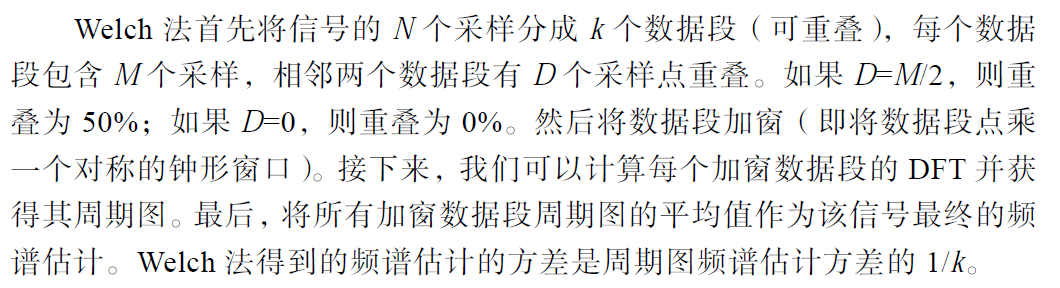 Welch 法首先将信号的 N 个采样分成 k 个数据段（可重叠），每个数据
段包含 M 个采样，相邻两个数据段有 D 个采样点重叠。如果 D=M/2，则重
叠为 50%；如果 D=0，则重叠为 0%。然后将数据段加窗（即将数据段点乘
一个对称的钟形窗口）。接下来，我们可以计算每个加窗数据段的 DFT 并获
得其周期图。最后，将所有加窗数据段周期图的平均值作为该信号最终的频
谱估计。Welch 法得到的频谱估计的方差是周期图频谱估计方差的 1/k。